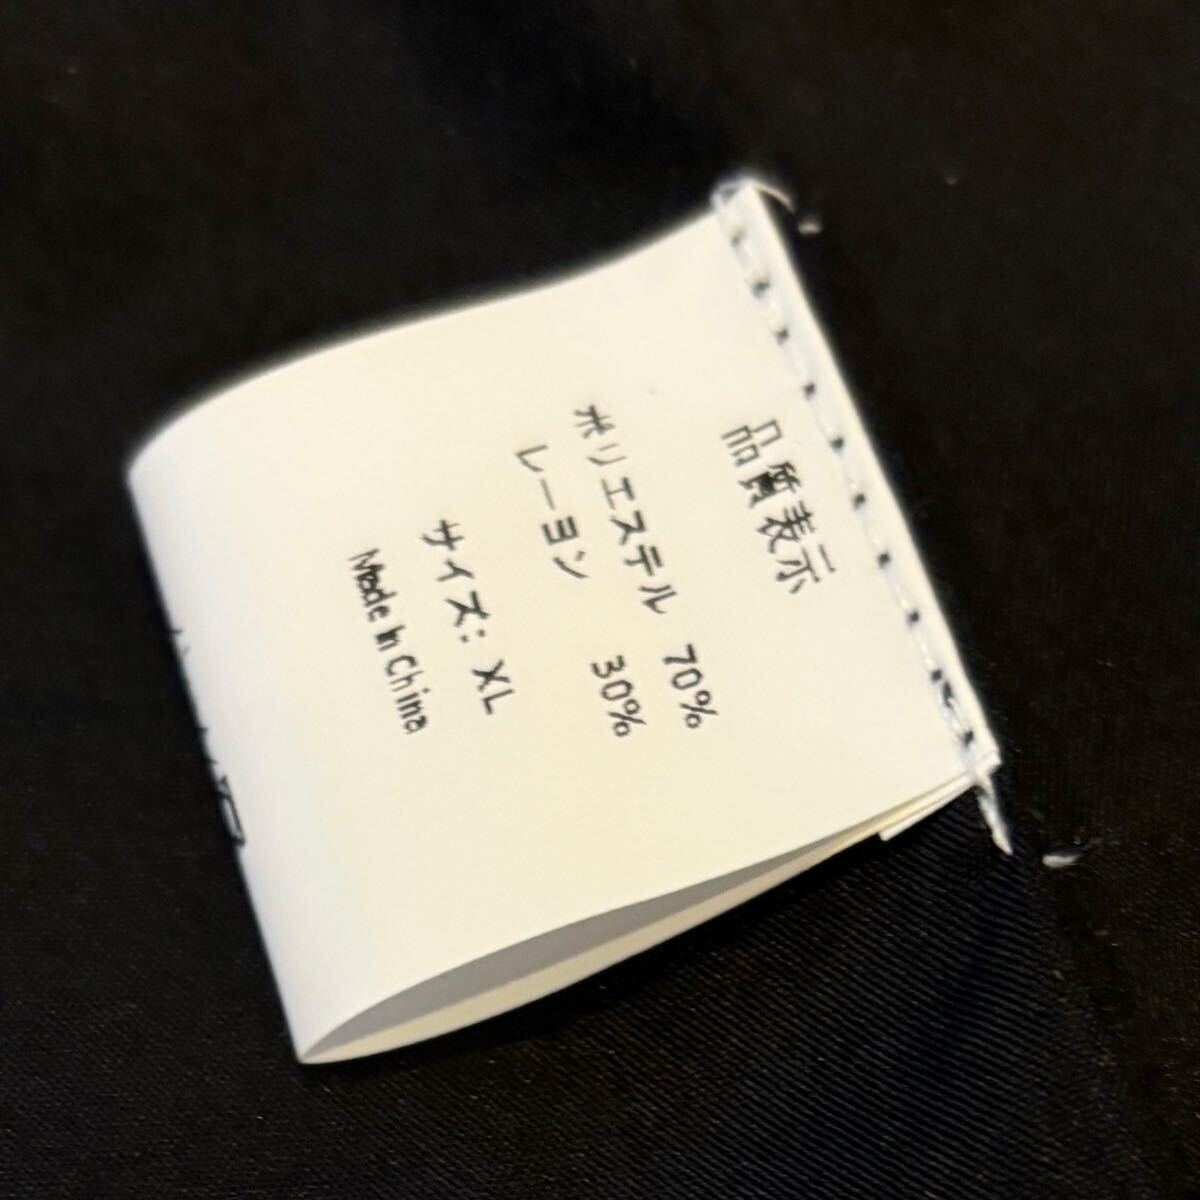 品質表示
ポリエステル 70%
レーヨン 30%
サイズ: XL
Made In China